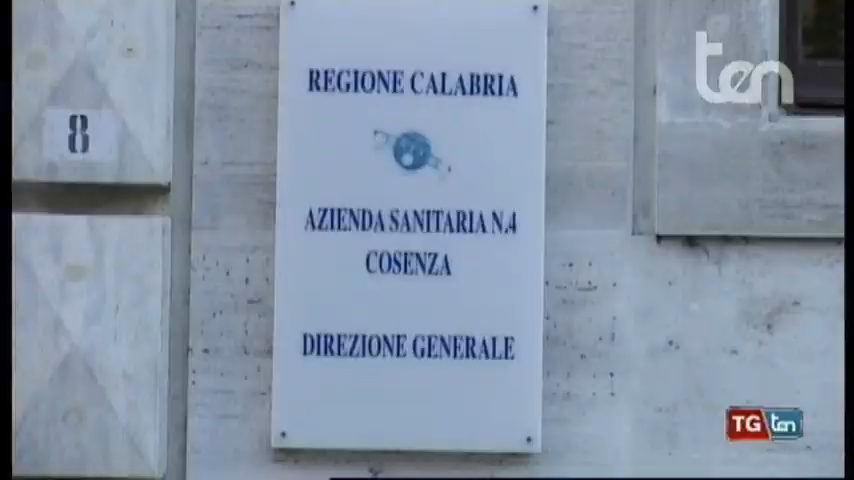 ten
8
REGIONE CALABRIA
AZIENDA SANITARIA N.4
COSENZA
DIREZIONE GENERALE
TG ten